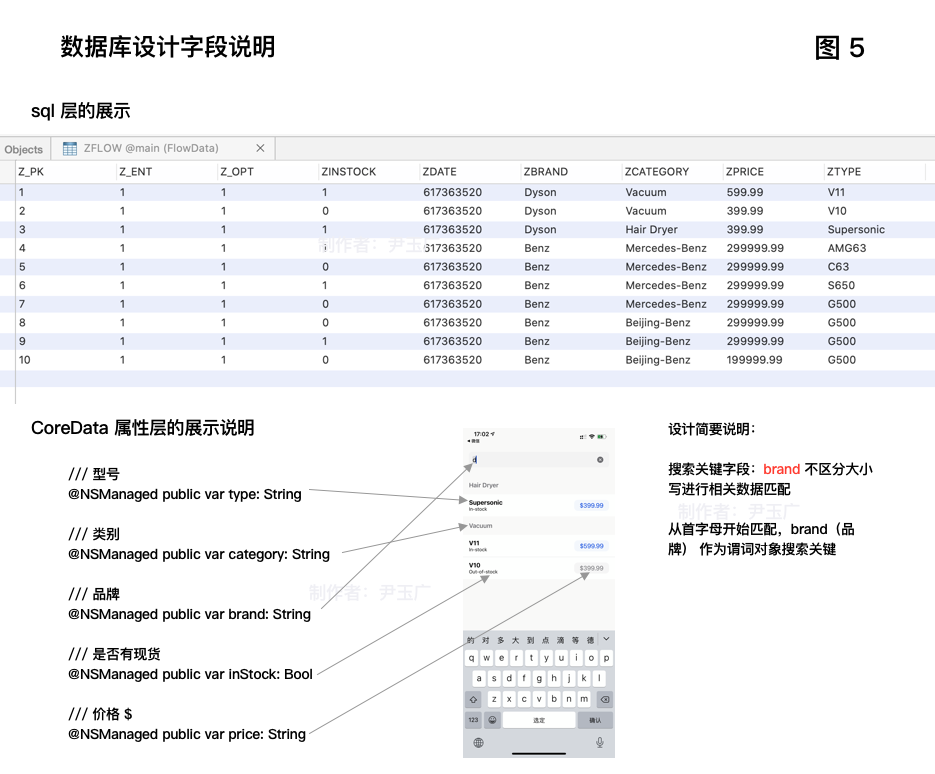 数据库设计字段说明
图 5
sql 层的展示
Objects ZFLOW @main (FlowData)
Z_PK Z_ENT Z_OPT ZINSTOCK ZDATE ZBRAND ZCATEGORY ZPRICE ZTYPE
1 1 1 1 617363520 Dyson Vacuum 599.99 V11
2 1 1 0 617363520 Dyson Vacuum 399.99 V10
3 1 1 1 617363520 Dyson Hair Dryer 399.99 Supersonic
4 1 1 1 617363520 Benz Mercedes-Benz 299999.99 AMG63
5 1 1 0 617363520 Benz Mercedes-Benz 299999.99 C63
6 1 1 1 617363520 Benz Mercedes-Benz 299999.99 S650
7 1 1 0 617363520 Benz Mercedes-Benz 299999.99 G500
8 1 1 0 617363520 Benz Beijing-Benz 299999.99 G500
9 1 1 1 617363520 Benz Beijing-Benz 299999.99 G500
10 1 1 0 617363520 Benz Beijing-Benz 199999.99 G500
制作者：尹玉广
CoreData 属性层的展示说明
/// 型号
@NSManaged public var type: String
/// 类别
@NSManaged public var category: String
/// 品牌
@NSManaged public var brand: String
/// 是否有现货
@NSManaged public var inStock: Bool
/// 价格 $
@NSManaged public var price: String
制作者：尹玉广
17:02
d
Hair Dryer
Supersonic
In-stock
$399.99
Vacuum
V11
In-stock
$599.99
V10
Out-of-stock
$399.99
的 对 多 大 到 点 滴 等 德
q w e r t y u i o p
a s d f g h j k l
z x c v b n m
123 选定 确认
设计简要说明：
搜索关键字段：brand 不区分大小
写进行相关数据匹配
制作者：尹玉广
从首字母开始匹配，brand（品
牌） 作为谓词对象搜索关键